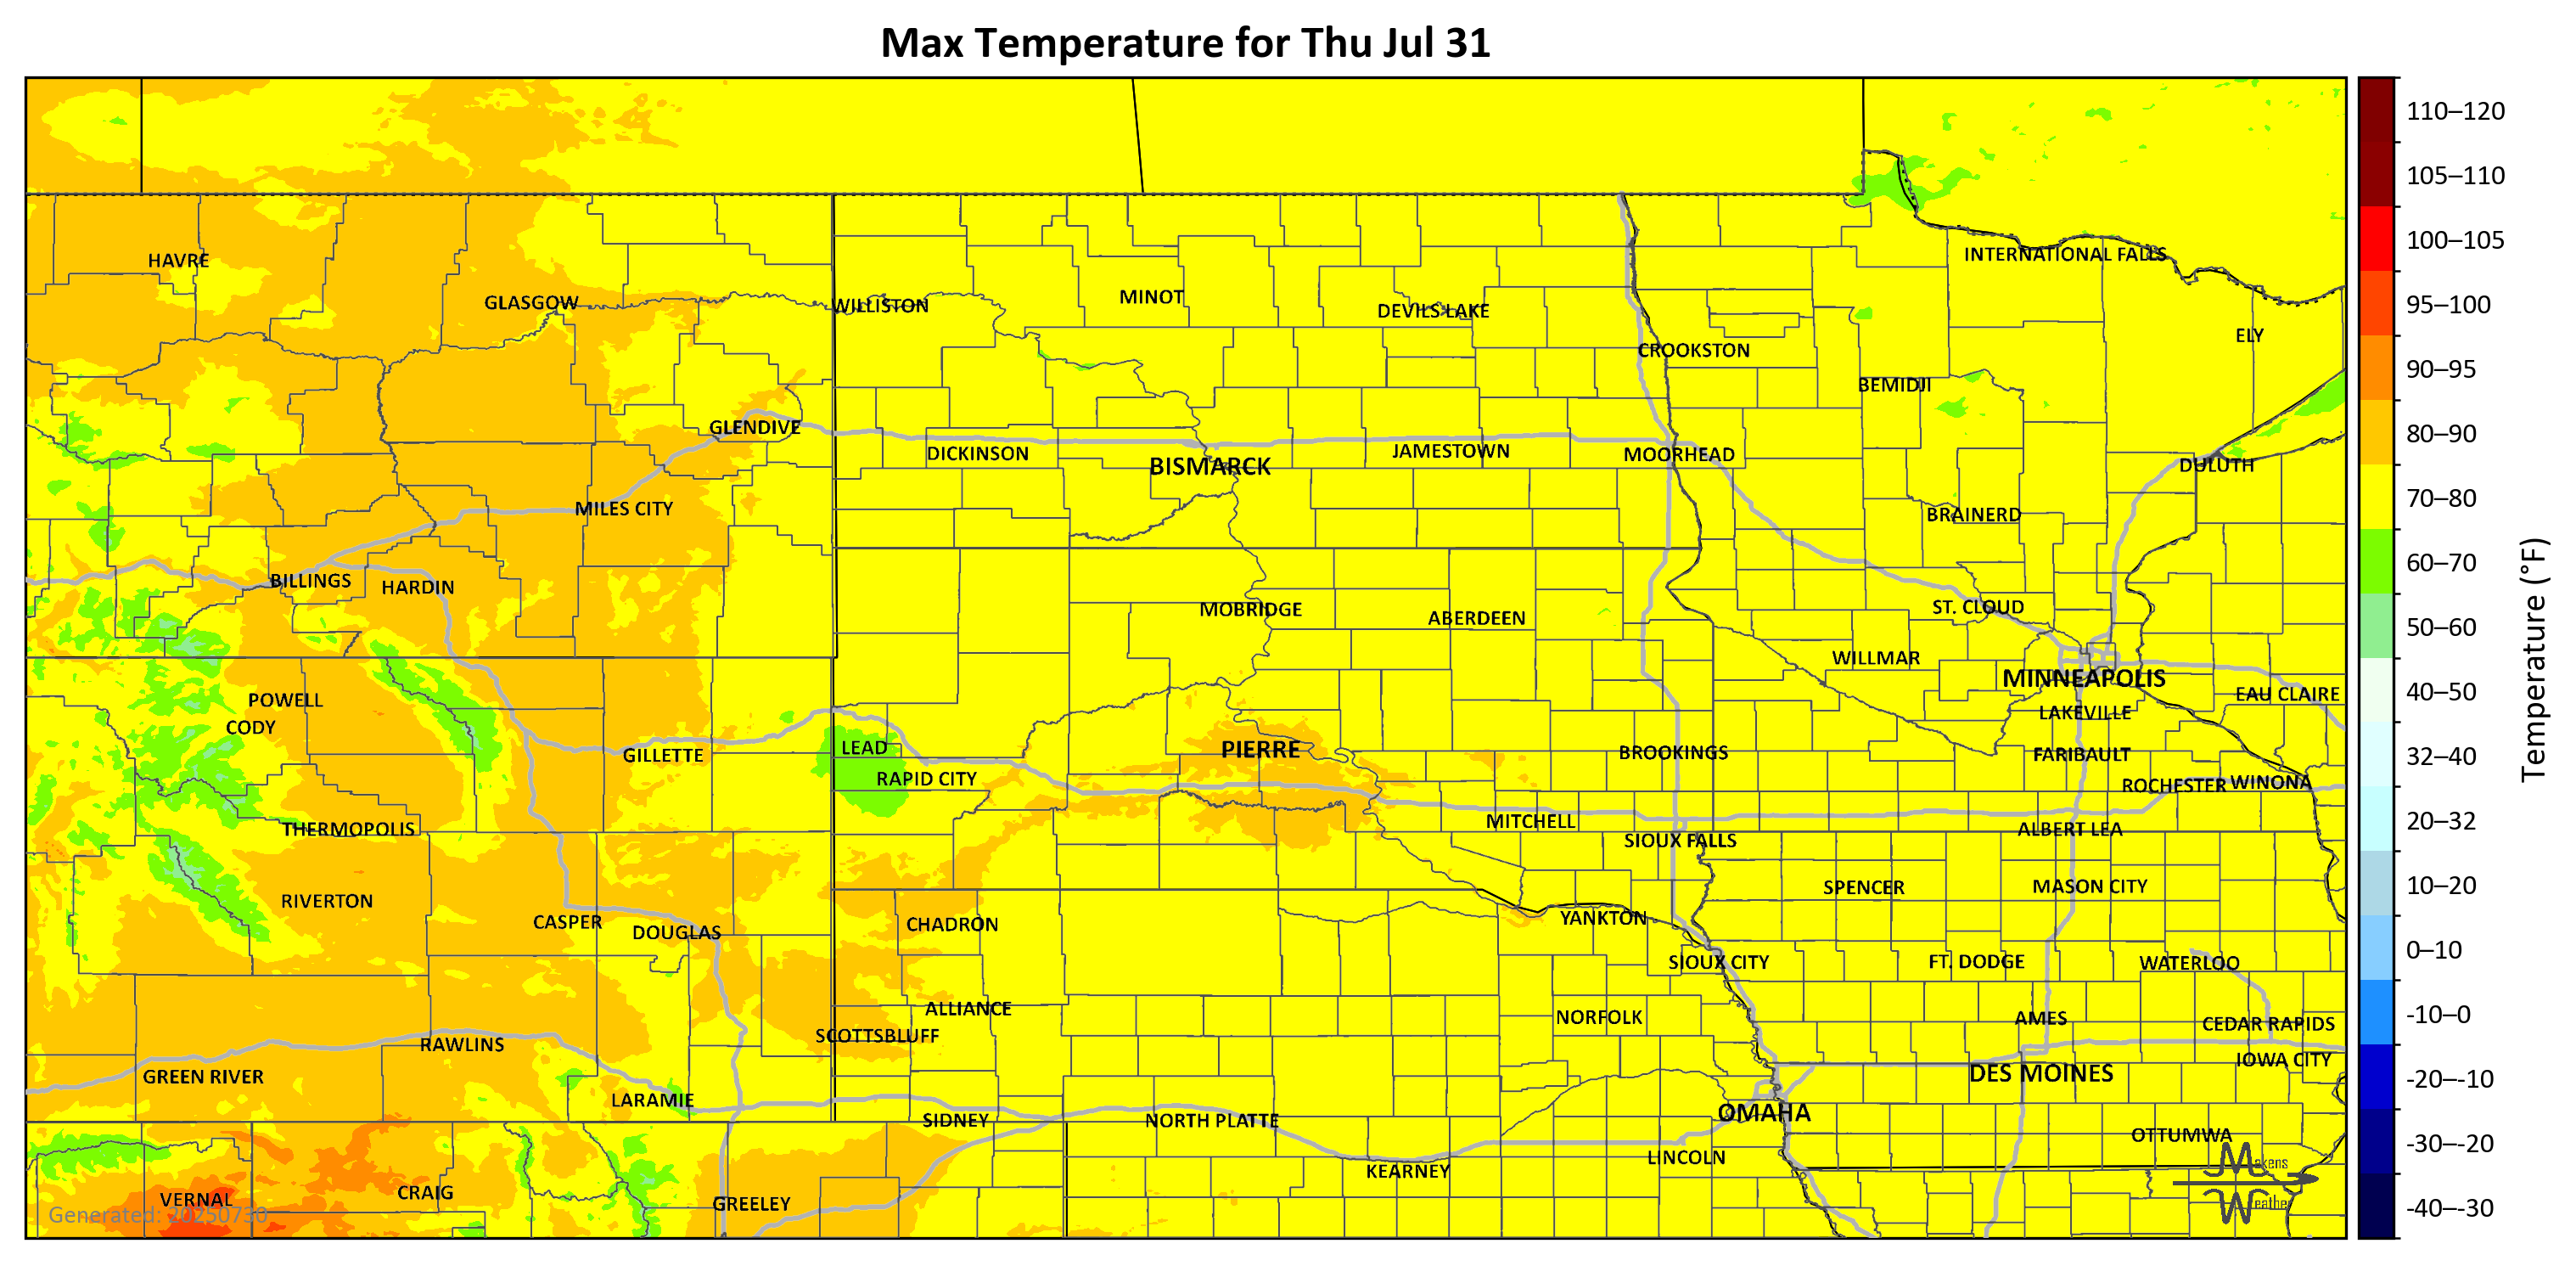 Max Temperature for Thu Jul 31
HAVRE
GLASGOW
WILLISTON
MINOT
DEVILS LAKE
INTERNATIONAL FALLS
CROOKSTON
ELY
BEMIDJI
GLENDIVE
DICKINSON
BISMARCK
JAMESTOWN
MOORHEAD
DULUTH
MILES CITY
BRAINERD
BILLINGS
HARDIN
MOBRIDGE
ABERDEEN
ST. CLOUD
WILLMAR
MINNEAPOLIS
POWELL
CODY
EAU CLAIRE
LAKEVILLE
GILLETTE
LEAD
RAPID CITY
PIERRE
BROOKINGS
FARIBAULT
ROCHESTER
WINONA
THERMOPOLIS
MITCHELL
SIOUX FALLS
ALBERT LEA
RIVERTON
SPENCER
MASON CITY
CASPER
DOUGLAS
CHADRON
YANKTON
SIOUX CITY
FT. DODGE
WATERLOO
ALLIANCE
SCOTTSBLUFF
NORFOLK
AMES
CEDAR RAPIDS
RAWLINS
GREEN RIVER
IOWA CITY
DES MOINES
LARAMIE
SIDNEY
NORTH PLATTE
OMAHA
OTTUMWA
KEARNEY
LINCOLN
VERNAL
CRAIG
GREELEY
Generated: 20250730
Makens
Weather
110–120
105–110
100–105
95–100
90–95
80–90
70–80
60–70
50–60
40–50
32–40
20–32
10–20
0–10
-10–0
-20–-10
-30–-20
-40–-30
Temperature (°F)